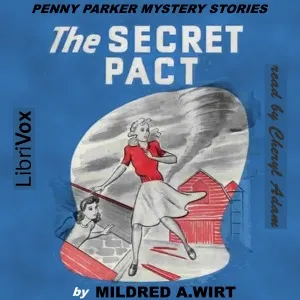 PENNY PARKER MYSTERY STORIES
The SECRET
PACT
LibriVox
read by Cheryl Adam
by MILDRED A.WIRT